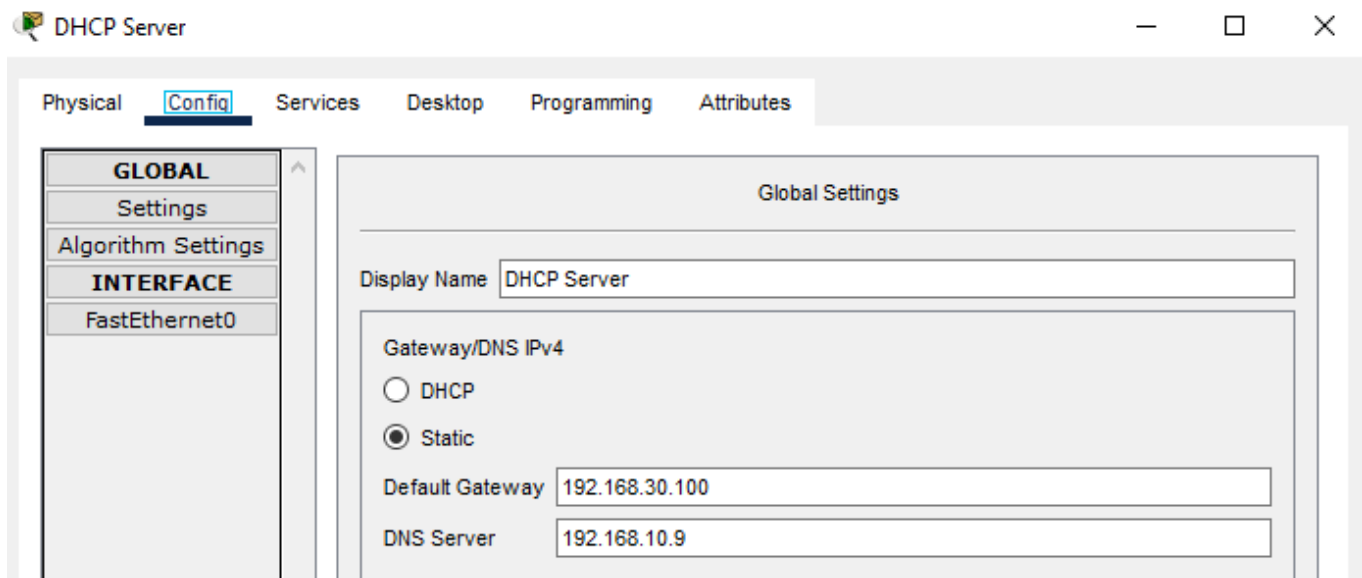 DHCP Server
Physical Config Services Desktop Programming Attributes
GLOBAL
Settings
Algorithm Settings
INTERFACE
FastEthernet0
Global Settings
Display Name DHCP Server
Gateway/DNS IPv4
DHCP
Static
Default Gateway 192.168.30.100
DNS Server 192.168.10.9